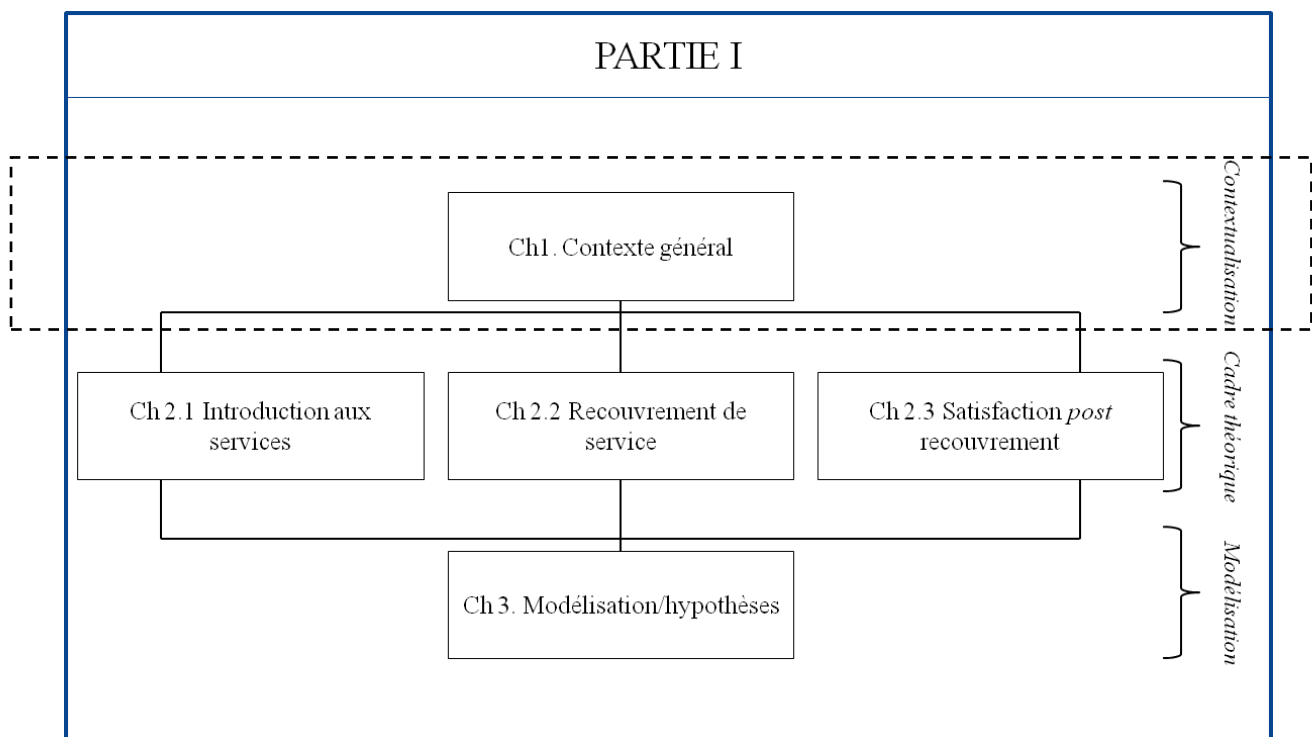 PARTIE I
Contextualisation
Ch1. Contexte général
Cadre théorique
Ch 2.1 Introduction aux
services
Ch 2.2 Recouvrement de
service
Ch 2.3 Satisfaction post
recouvrement
Modélisation
Ch 3. Modélisation/hypothèses